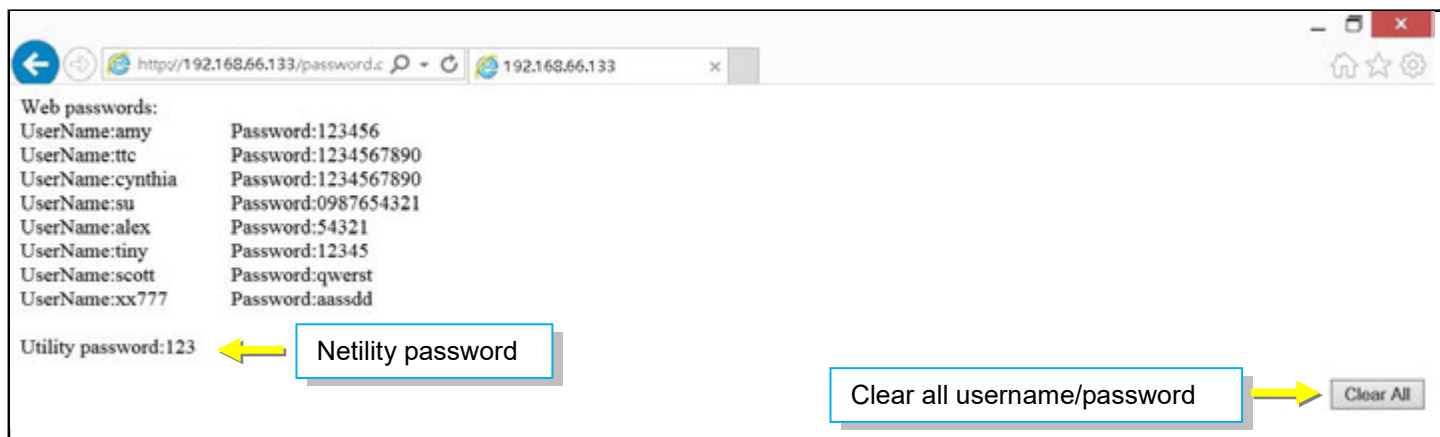 http://192.168.66.133/password.c
192.168.66.133
Web passwords:
UserName:amy Password:123456
UserName:ttc Password:1234567890
UserName:cynthia Password:1234567890
UserName:su Password:0987654321
UserName:alex Password:54321
UserName:tiny Password:12345
UserName:scott Password:qwerst
UserName:xx777 Password:aassdd
Utility password:123
Netility password
Clear all username/password
Clear All